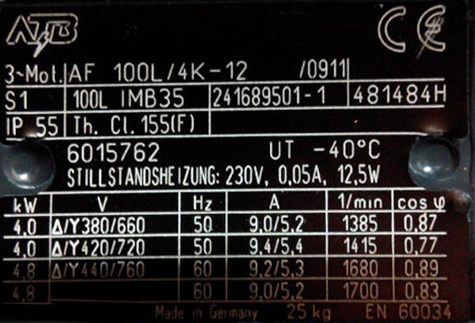 ATB CE
3~Mot. AF 100L/4K-12 /0911
S1 100L IMB35 241689501-1 481484H
IP 55 Th. Cl. 155(F)
6015762 UT -40°C
STILLSTANDSHEIZUNG: 230V, 0,05A, 12,5W
kW V Hz A 1/min cos φ
4.0 Δ/Y380/660 50 9,0/5,2 1385 0,87
4.0 Δ/Y420/720 50 9,4/5,4 1415 0,77
4.8 Δ/Y440/760 60 9,2/5,3 1680 0,89
4.8 60 9,0/5,2 1700 0,83
Made in Germany 25kg EN 60034